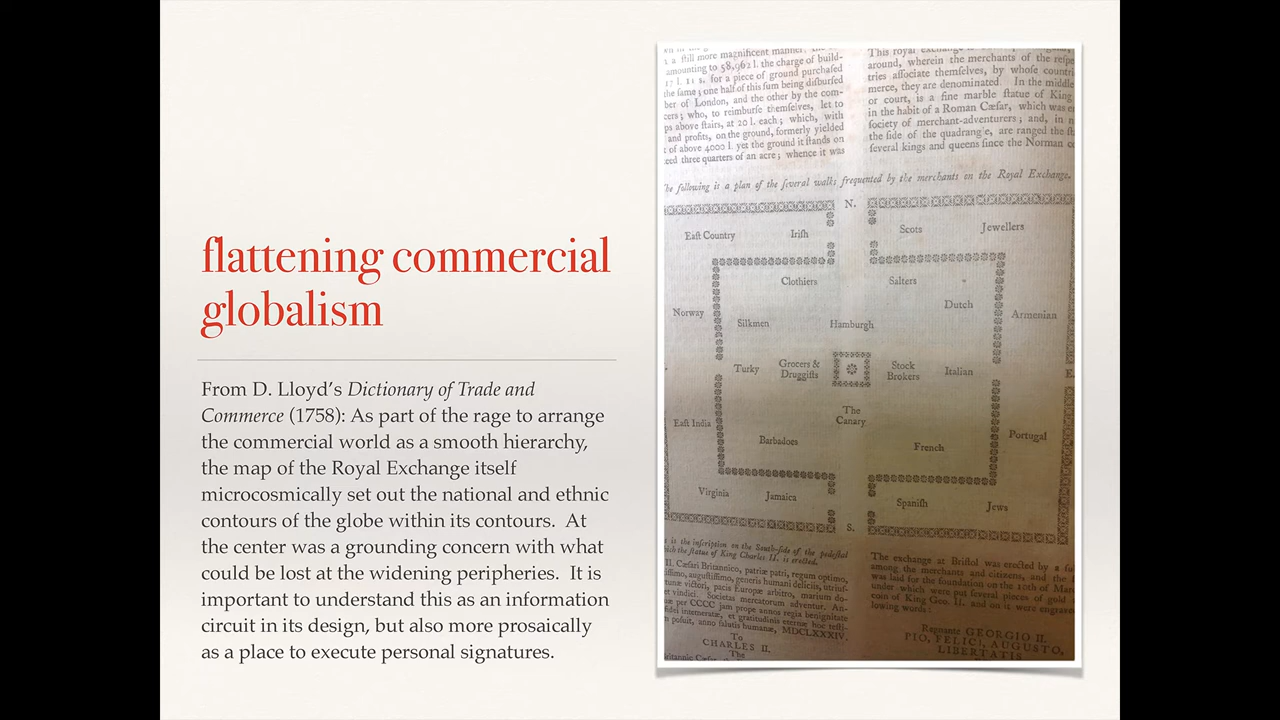 flattening commercial
globalism
From D. Lloyd’s Dictionary of Trade and
Commerce (1758): As part of the rage to arrange
the commercial world as a smooth hierarchy,
the map of the Royal Exchange itself
microcosmically set out the national and ethnic
contours of the globe within its contours.  At
the center was a grounding concern with what
could be lost at the widening peripheries.  It is
important to understand this as an information
circuit in its design, but also more prosaically
as a place to execute personal signatures.
a ſtill more magnificent manner:
amounting to 58,962 l. the charge of build-
for a piece of ground purchaſed
the ſame; one half of this ſum being diſburſed
ber of London, and the other by the com-
cers; who, to reimburſe themſelves, let to
ps above ſtairs, at 20 l. each; which, with
and profits, on the ground, formerly yielded
t of above 4000 l. yet the ground it ſtands on
eed three quarters of an acre; whence it was
This royal exchange
around, wherein the merchants of the reſpe
tries aſſociate themſelves, by whoſe countri
merce, they are denominated. In the middle
or court, is a fine marble ſtatue of King
in the habit of a Roman Cæſar, which was e
ſociety of merchant-adventurers; and, in n
the ſide of the quadrangle, are ranged the ſt
ſeveral kings and queens ſince the Norman c
he following is a plan of the ſeveral walks frequented by the merchants on the Royal Exchange.
N.
East Country Iriſh Scots Jewellers
Clothiers Salters
Norway Silkmen Hamburgh Dutch Armenian
Turky Grocers & Druggiſts Stock Brokers Italian E.
East India The Canary Portugal
Barbadoes French
Virginia Jamaica Spaniſh Jews
S.
is the inſcription on the South-ſide of the pedeſtal
the ſtatue of King Charles II. is erected.
II. Cæſari Britannico, patriæ patri, regum optimo,
tiſſimo, auguſtiſſimo, generis humani deliciis, utriuſ-
tunæ victori, pacis Europæ arbitro, marium do-
et vindici. Societas mercatorum adventur. An-
æ per CCCC jam prope annos regia benignitate
fidei intemeratæ, et gratitudinis eternæ hoc teſti-
poſuit, anno ſalutis humanæ, MDCLXXXIV.
To
CHARLES II.
The
The exchange at Bristol was erected by a
among the merchants and citizens, and the
was laid for the foundation on the 10th of Mar
under which were put ſeveral pieces of gold
coin of King Geo. II. and on it were engrave
lowing words:
Regnante GEORGIO II.
PIO, FELICI, AUGUSTO,
LIBERTATIS